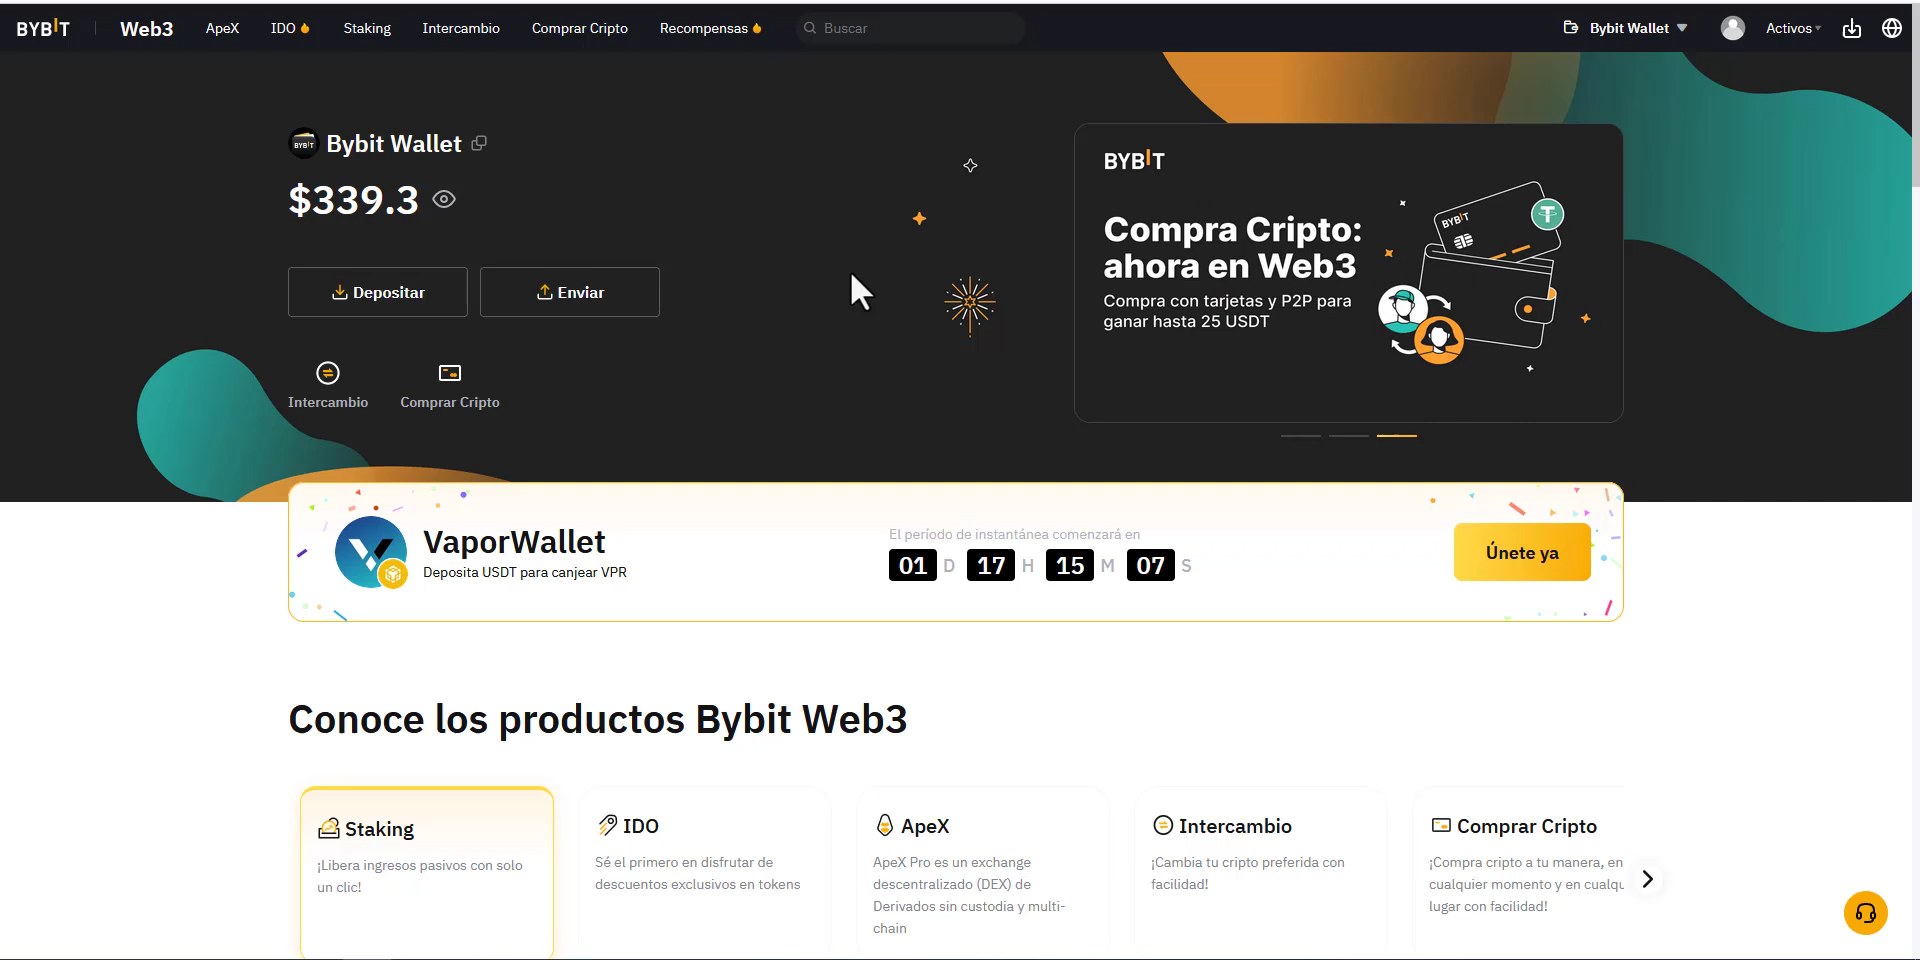 BYBIT Web3 ApeX IDO Staking Intercambio Comprar Cripto Recompensas Buscar Bybit Wallet Activos
BYBIT Bybit Wallet
$339.3
Depositar Enviar
Intercambio Comprar Cripto
BYBIT
Compra Cripto:
ahora en Web3
Compra con tarjetas y P2P para
ganar hasta 25 USDT
BYBIT
VaporWallet
Deposita USDT para canjear VPR
El período de instantánea comenzará en
01 D 17 H 15 M 07 S
Únete ya
Conoce los productos Bybit Web3
Staking
¡Libera ingresos pasivos con solo
un clic!
IDO
Sé el primero en disfrutar de
descuentos exclusivos en tokens
ApeX
ApeX Pro es un exchange
descentralizado (DEX) de
Derivados sin custodia y multi-
chain
Intercambio
¡Cambia tu cripto preferida con
facilidad!
Comprar Cripto
¡Compra cripto a tu manera, en
cualquier momento y en cualqu
lugar con facilidad!